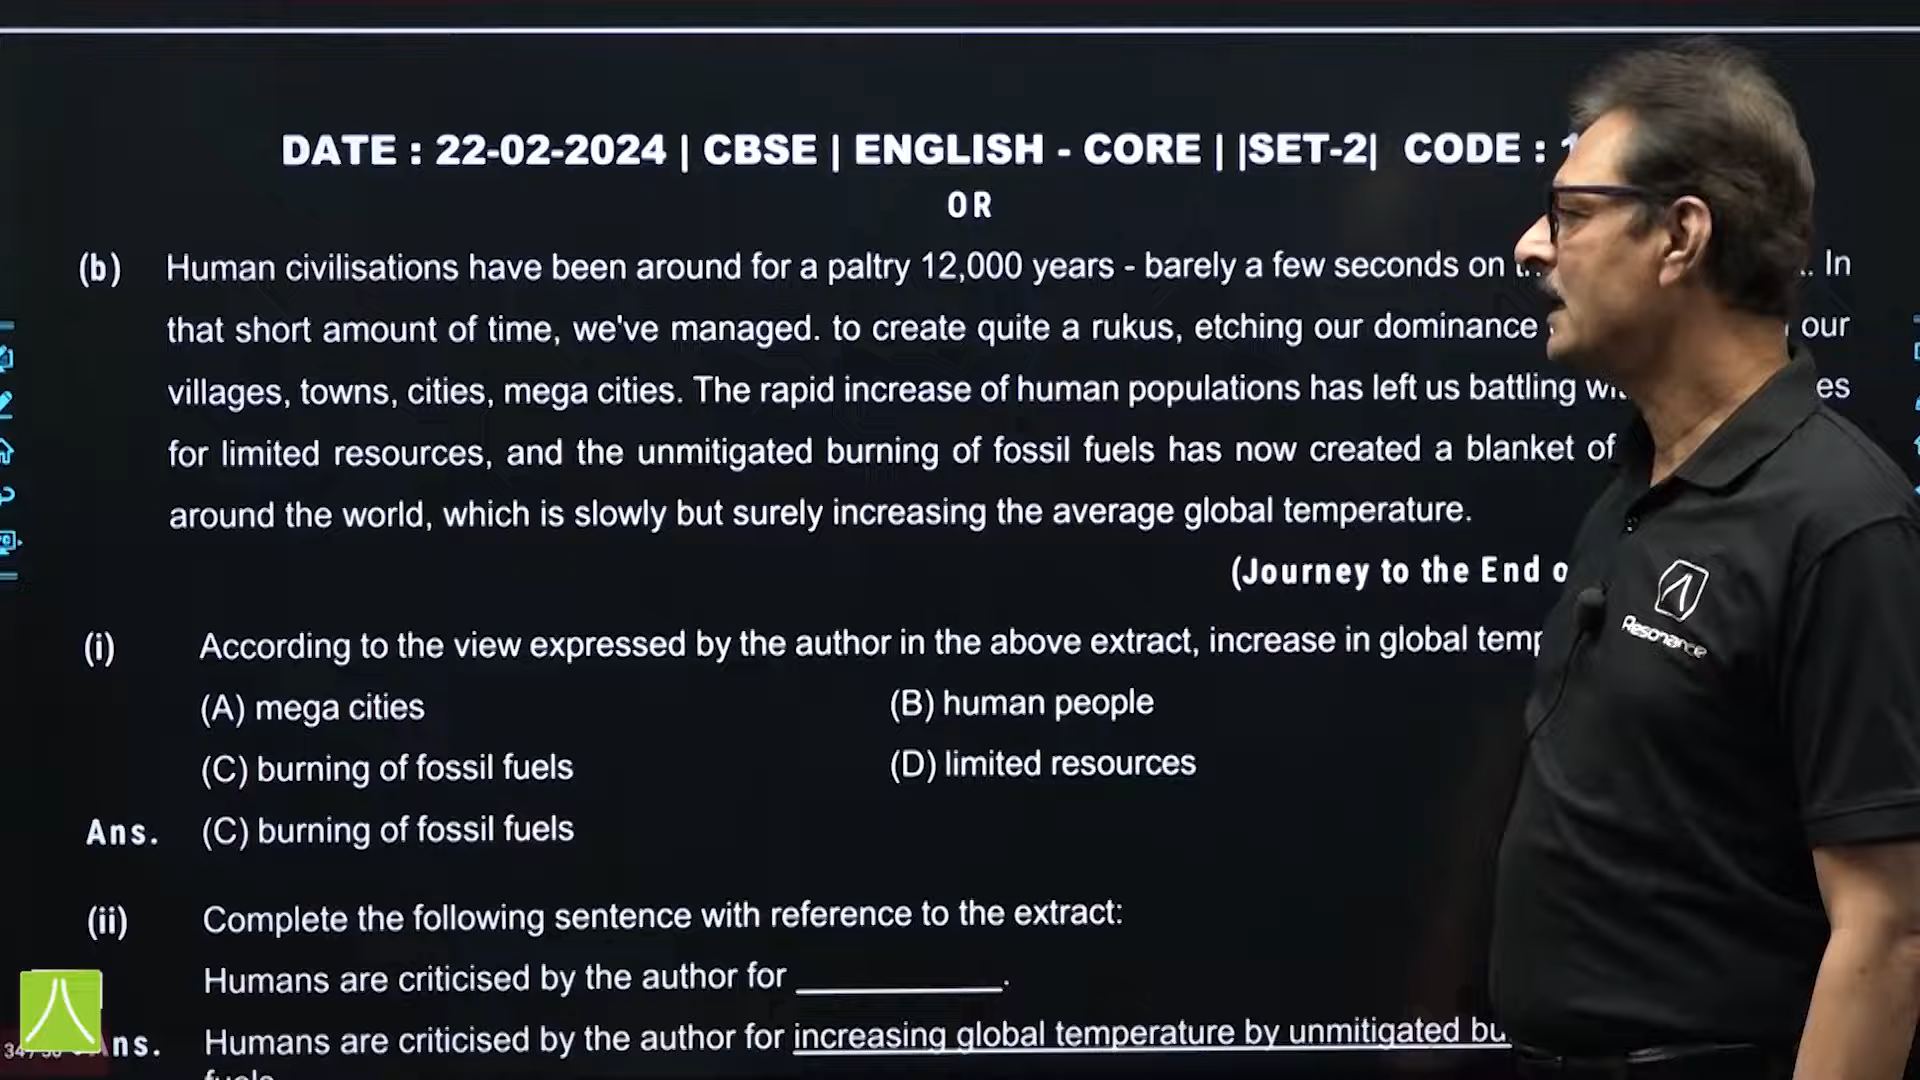 DATE : 22-02-2024 | CBSE | ENGLISH - CORE | |SET-2| CODE :
OR
(b) Human civilisations have been around for a paltry 12,000 years - barely a few seconds on In
that short amount of time, we've managed. to create quite a rukus, etching our dominance our
villages, towns, cities, mega cities. The rapid increase of human populations has left us battling
for limited resources, and the unmitigated burning of fossil fuels has now created a blanket of
around the world, which is slowly but surely increasing the average global temperature.
(Journey to the End
(i) According to the view expressed by the author in the above extract, increase in global
(A) mega cities (B) human people
(C) burning of fossil fuels (D) limited resources
Ans. (C) burning of fossil fuels
(ii) Complete the following sentence with reference to the extract:
Humans are criticised by the author for __________.
Humans are criticised by the author for increasing global temperature by unmitigated
Resonance